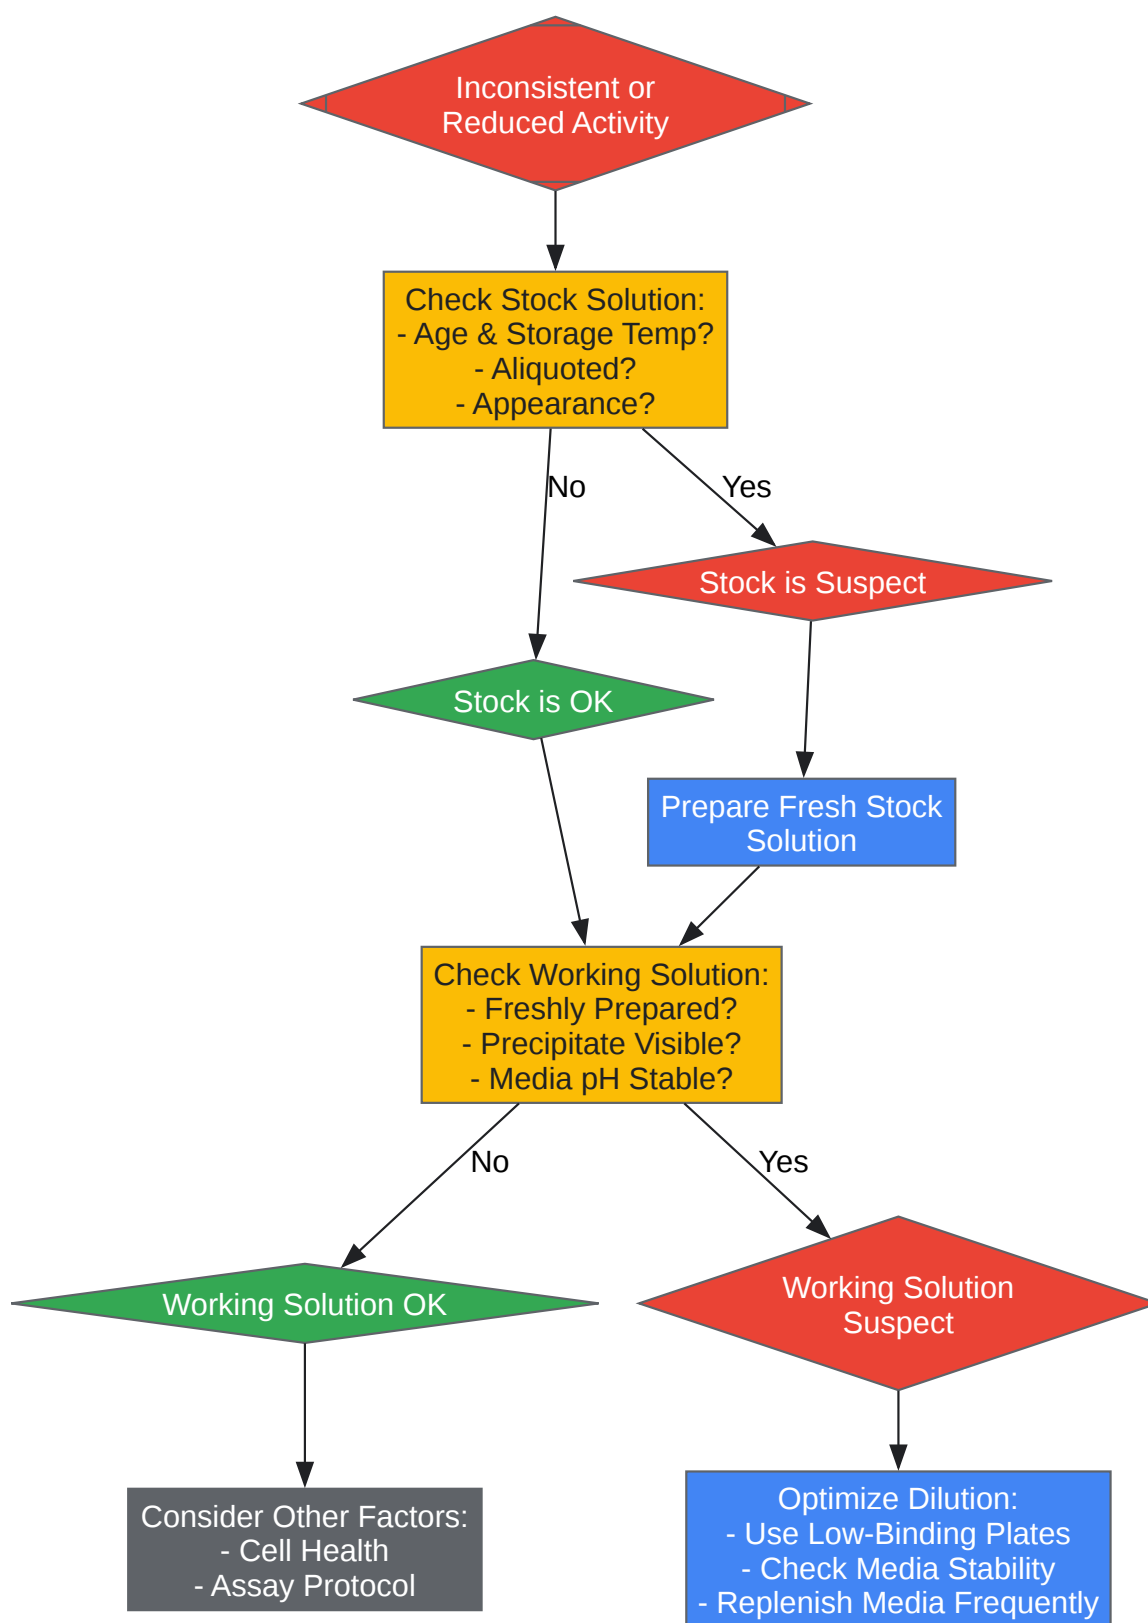 Inconsistent or
Reduced Activity
Check Stock Solution:
- Age & Storage Temp?
- Aliquoted?
- Appearance?
No
Yes
Stock is Suspect
Stock is OK
Prepare Fresh Stock
Solution
Check Working Solution:
- Freshly Prepared?
- Precipitate Visible?
- Media pH Stable?
No
Yes
Working Solution OK
Working Solution
Suspect
Consider Other Factors:
- Cell Health
- Assay Protocol
Optimize Dilution:
- Use Low-Binding Plates
- Check Media Stability
- Replenish Media Frequently